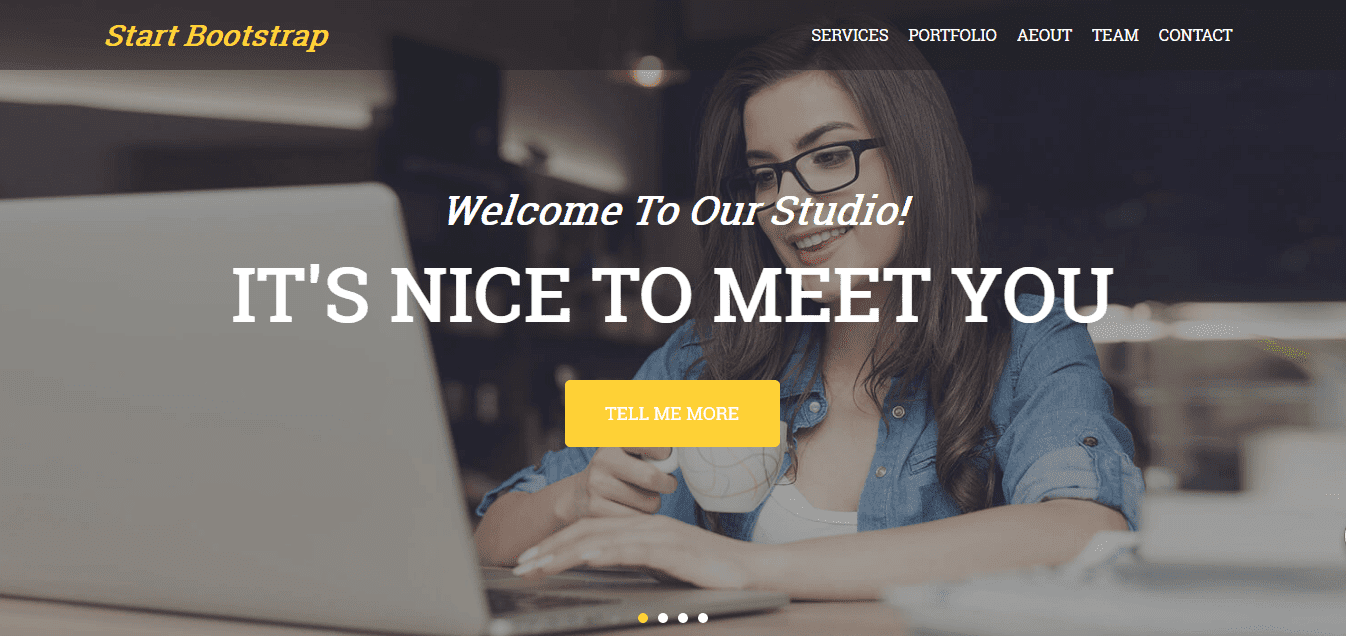 Start Bootstrap
SERVICES PORTFOLIO AEOUT TEAM CONTACT
Welcome To Our Studio!
IT'S NICE TO MEET YOU
TELL ME MORE